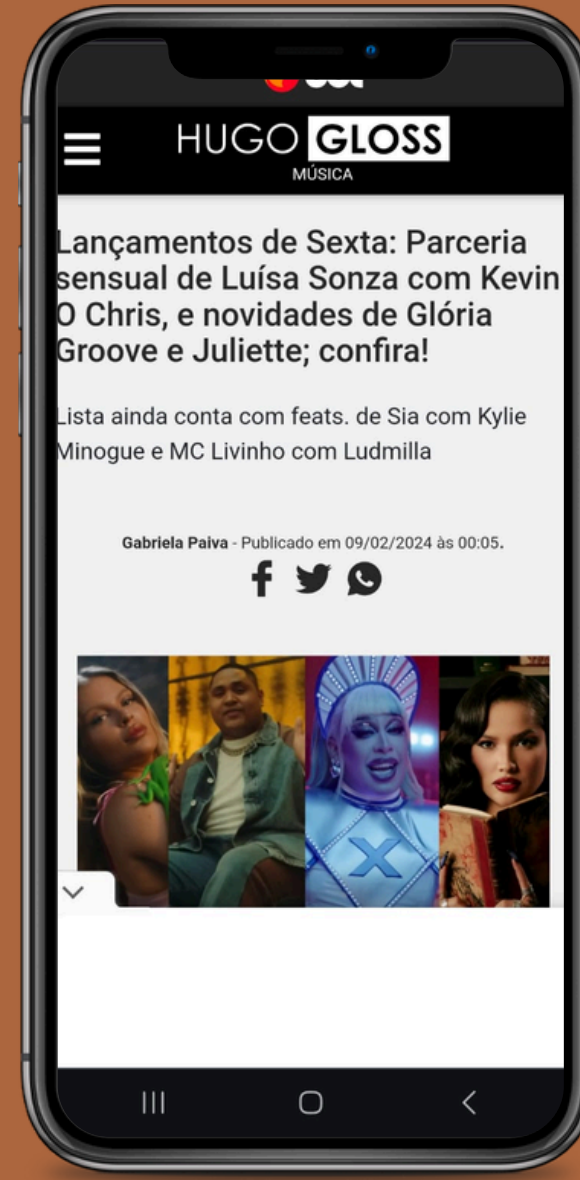 HUGO GLOSS
MÚSICA
Lançamentos de Sexta: Parceria
sensual de Luísa Sonza com Kevin
O Chris, e novidades de Glória
Groove e Juliette; confira!
Lista ainda conta com feats. de Sia com Kylie
Minogue e MC Livinho com Ludmilla
Gabriela Paiva - Publicado em 09/02/2024 às 00:05.
X